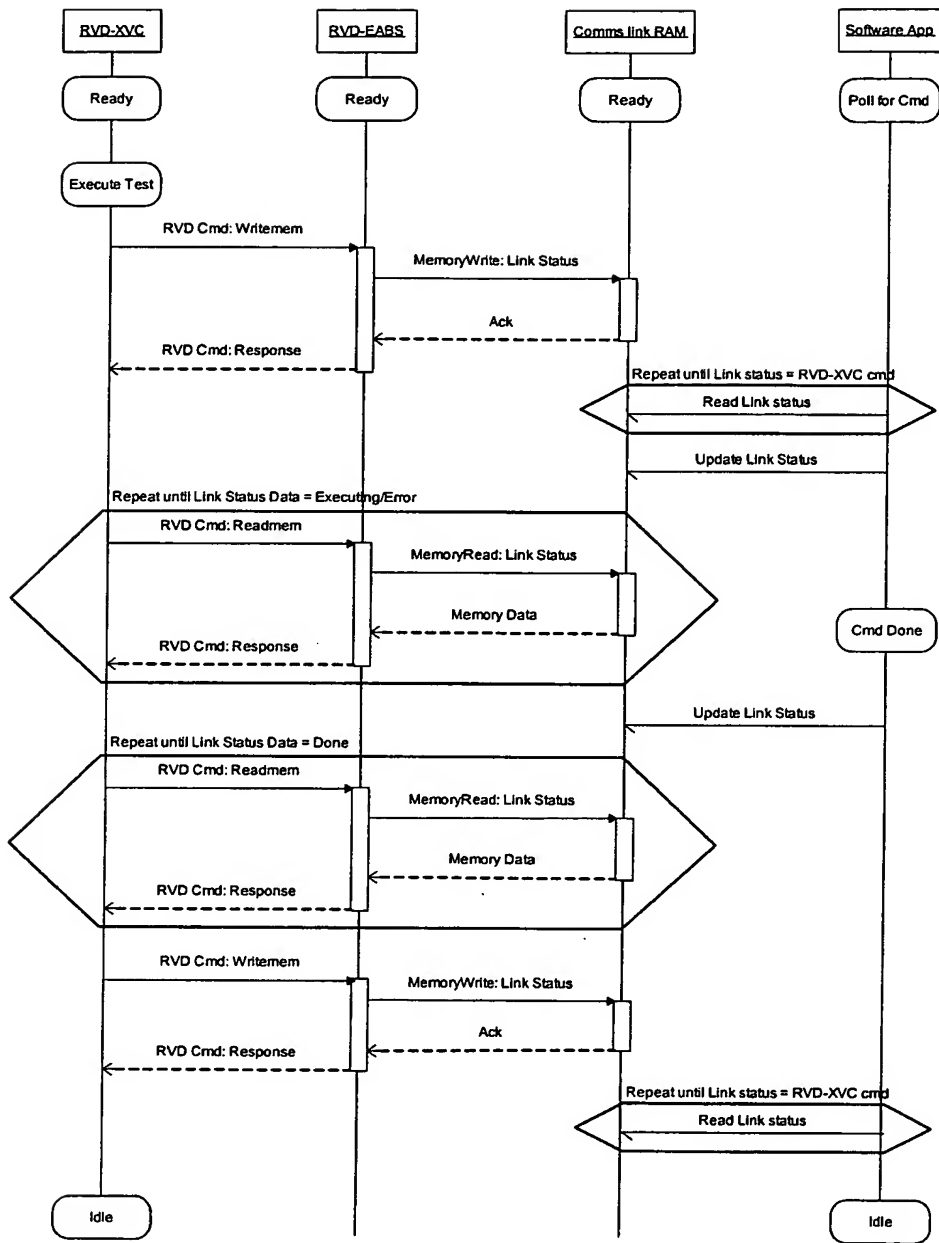 RVD-XVC
RVD-EABS
Comms link RAM
Software App
Ready
Ready
Ready
Poll for Cmd
Execute Test
RVD Cmd: Writemem
MemoryWrite: Link Status
Ack
RVD Cmd: Response
Repeat until Link status = RVD-XVC cmd
Read Link status
Update Link Status
Repeat until Link Status Data = Executing/Error
RVD Cmd: Readmem
MemoryRead: Link Status
Memory Data
Cmd Done
RVD Cmd: Response
Update Link Status
Repeat until Link Status Data = Done
RVD Cmd: Readmem
MemoryRead: Link Status
Memory Data
RVD Cmd: Response
RVD Cmd: Writemem
MemoryWrite: Link Status
Ack
RVD Cmd: Response
Repeat until Link status = RVD-XVC cmd
Read Link status
Idle
Idle